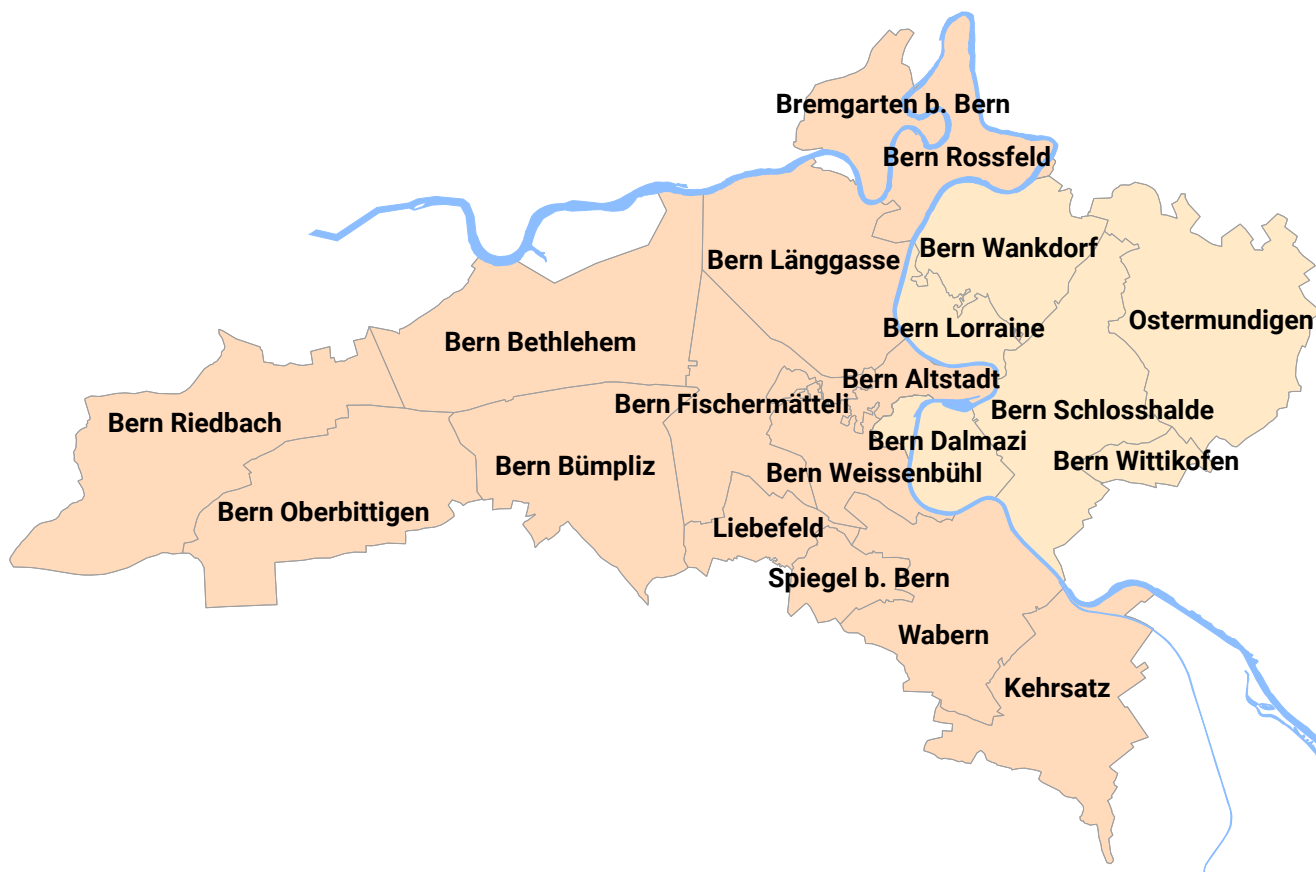 Bremgarten b. Bern
Bern Rossfeld
Bern Wankdorf
Bern Länggasse
Ostermundigen
Bern Lorraine
Bern Bethlehem
Bern Altstadt
Bern Fischermätteli
Bern Schlosshalde
Bern Riedbach
Bern Dalmazi
Bern Wittikofen
Bern Bümpliz
Bern Weissenbühl
Bern Oberbittigen
Liebefeld
Spiegel b. Bern
Wabern
Kehrsatz